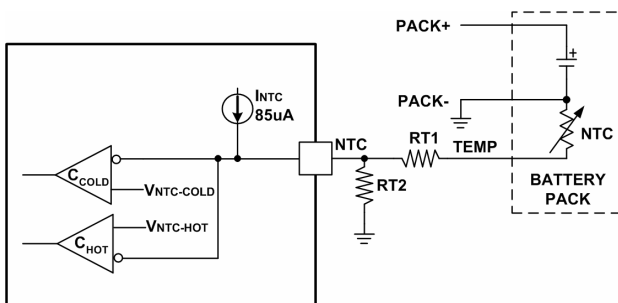 PACK+
+
INTC
85uA
PACK-
NTC
RT1
TEMP
NTC
CCOLD
VNTC-COLD
RT2
BATTERY
PACK
VNTC-HOT
CHOT